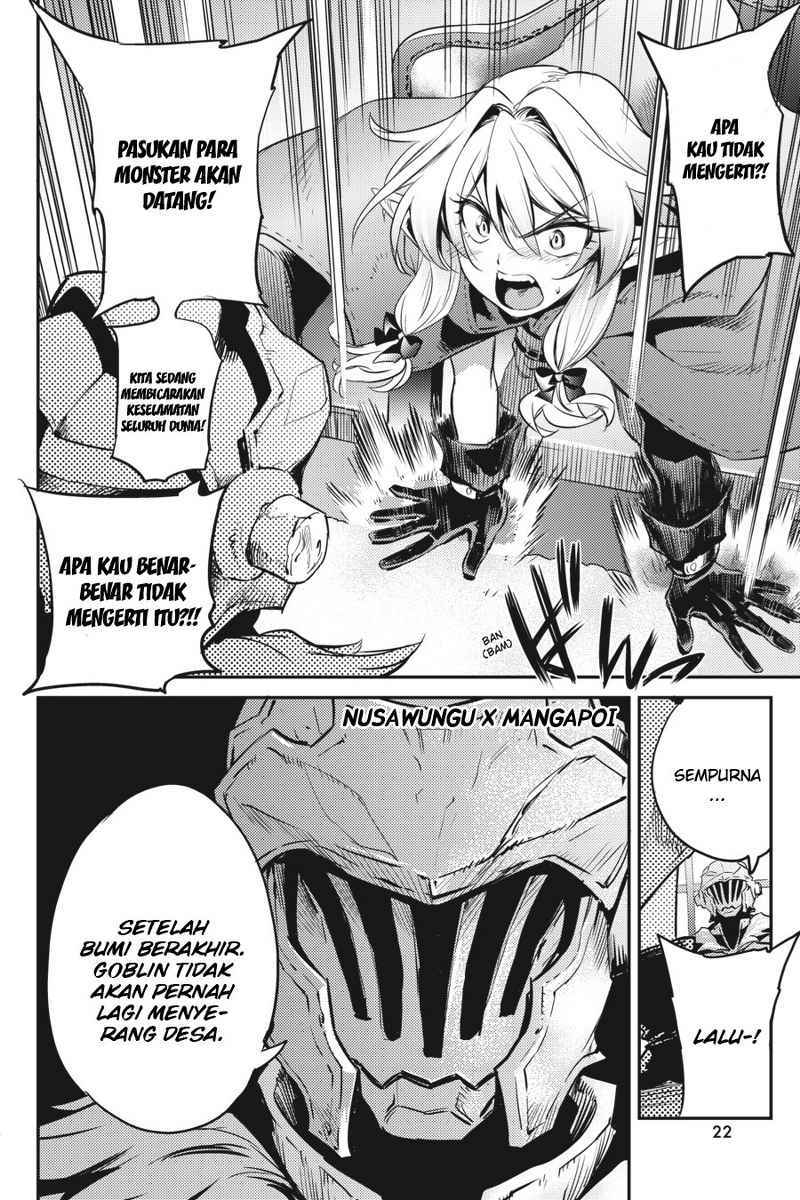 APA
KAU TIDAK
MENGERTI?!
PASUKAN PARA
MONSTER AKAN
DATANG!
KITA SEDANG
MEMBICARAKAN
KESELAMATAN
SELURUH DUNIA!
APA KAU BENAR-
BENAR TIDAK
MENGERTI ITU?!!
BAN
(BAM)
NUSAWUNGU X MANGAPOI
SEMPURNA
...
LALU-!
SETELAH
BUMI BERAKHIR.
GOBLIN TIDAK
AKAN PERNAH
LAGI MENYE-
RANG DESA.
22